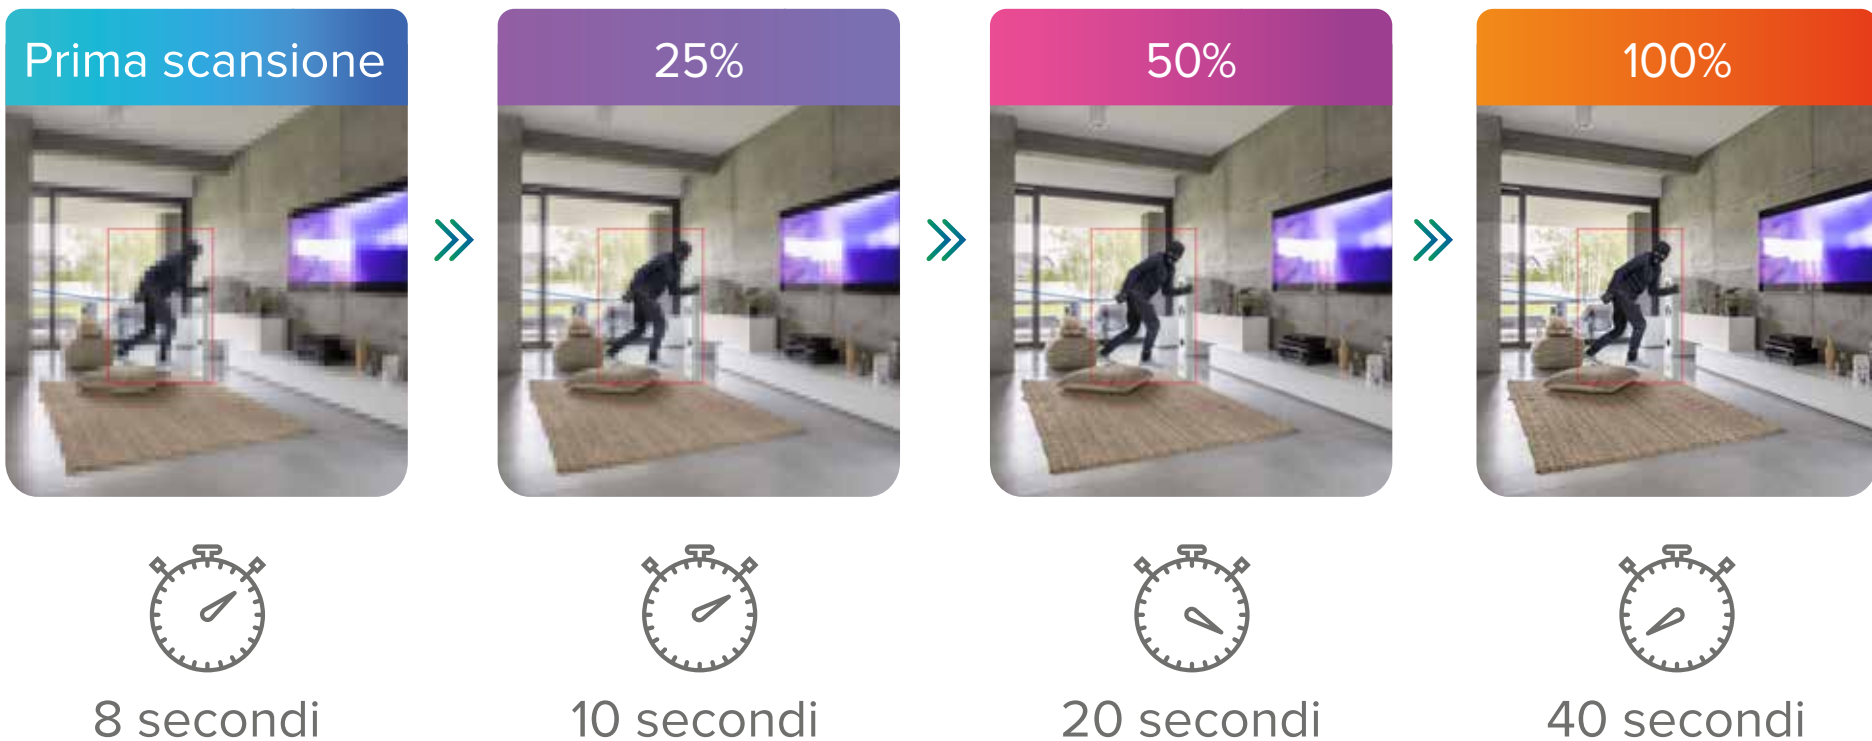 Prima scansione
25%
50%
100%
8 secondi
10 secondi
20 secondi
40 secondi